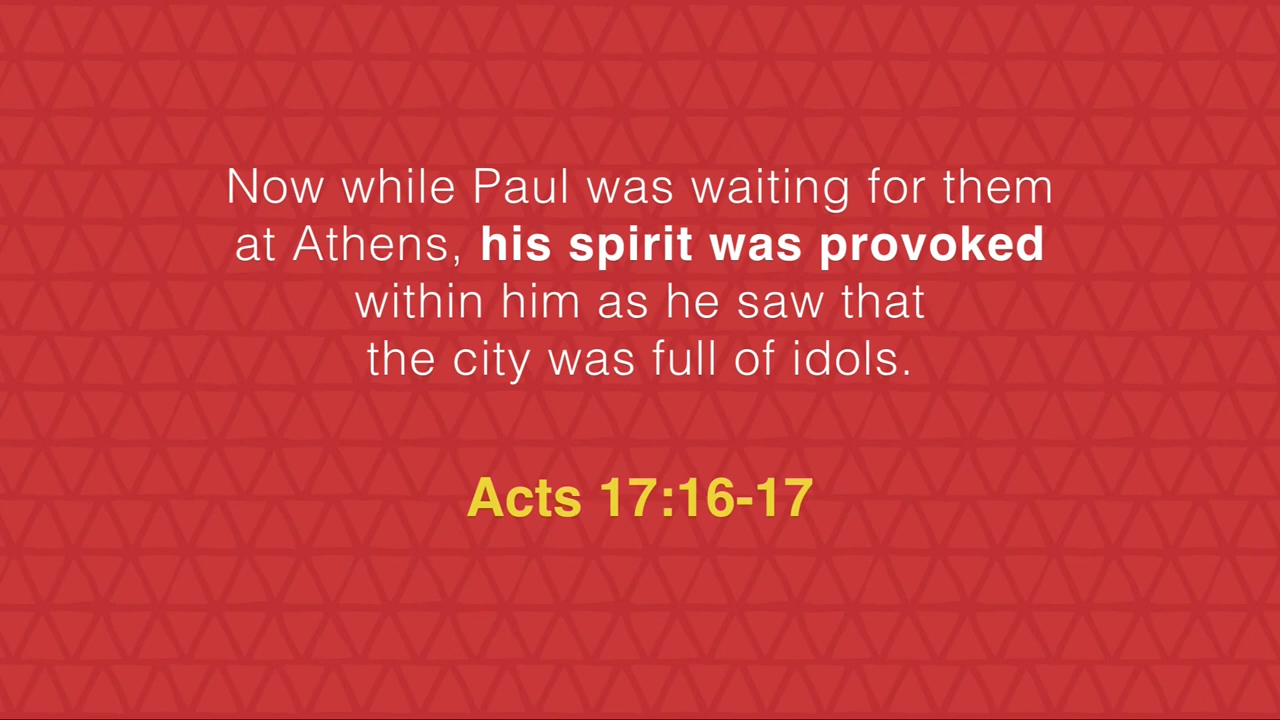 Now while Paul was waiting for them
at Athens, his spirit was provoked
within him as he saw that
the city was full of idols.
Acts 17:16-17